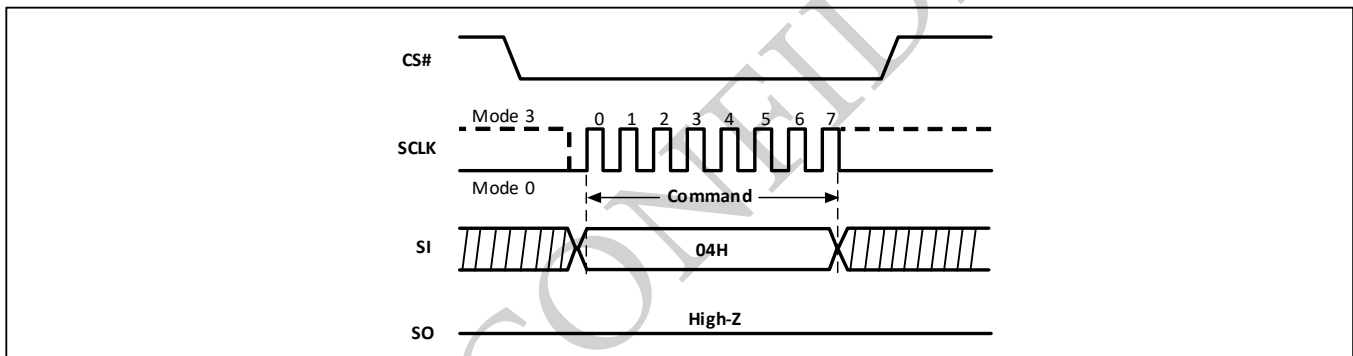 CS#
Mode 3
0 1 2 3 4 5 6 7
SCLK
Mode 0
Command
SI
04H
High-Z
SO
CONFID